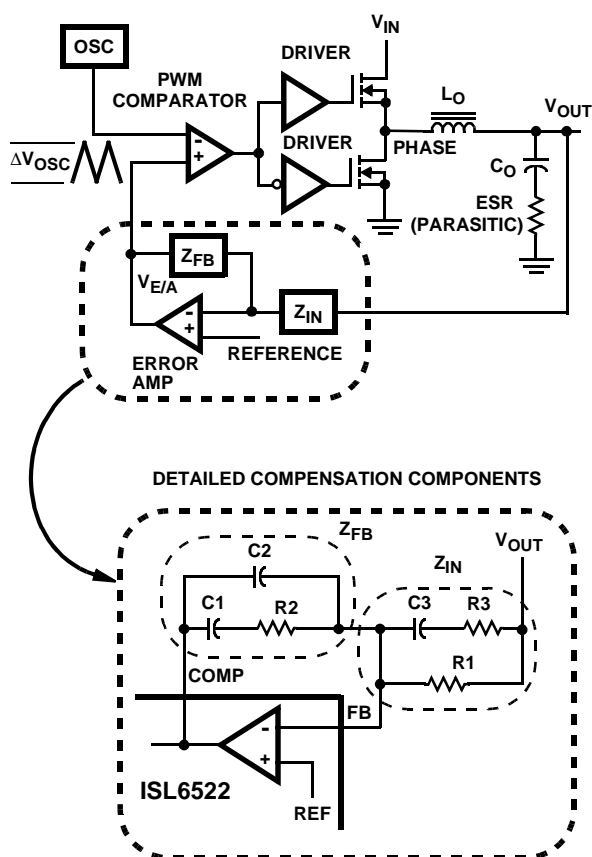 V_IN
OSC
DRIVER
PWM
COMPARATOR
L_O
V_OUT
DRIVER
-
+
PHASE
ΔV_OSC
C_O
ESR
(PARASITIC)
Z_FB
V_E/A
-
+
Z_IN
REFERENCE
ERROR
AMP
DETAILED COMPENSATION COMPONENTS
Z_FB
V_OUT
C2
Z_IN
C1
R2
C3
R3
COMP
R1
FB
-
+
ISL6522
REF